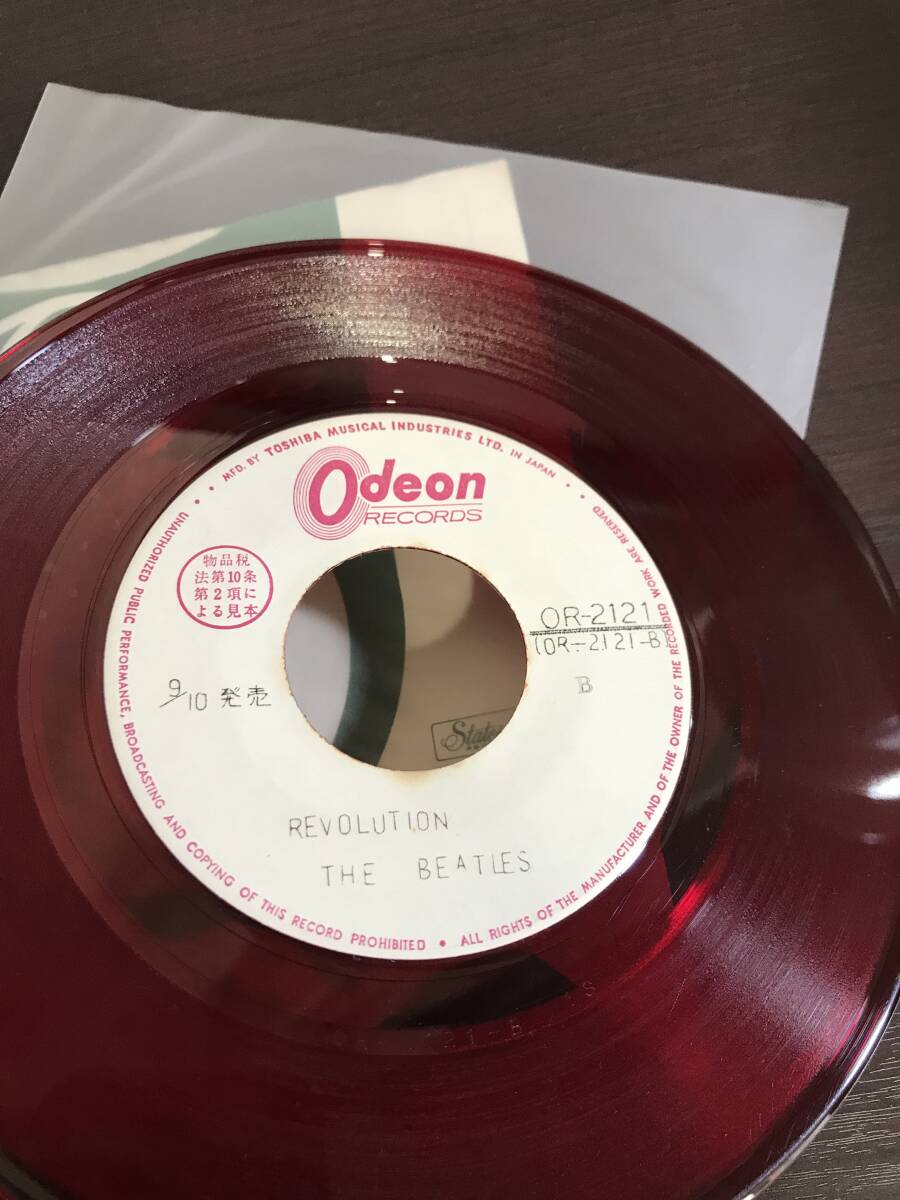 MFD. BY TOSHIBA MUSICAL INDUSTRIES LTD. IN JAPAN
Odeon
RECORDS
物品税
法第10条
第2項に
よる見本
OR-2121
(OR-2121-B)
B
9/10 発売
REVOLUTION
THE BEATLES
UNAUTHORIZED PUBLIC PERFORMANCE, BROADCASTING AND COPYING OF THIS RECORD PROHIBITED • ALL RIGHTS OF THE MANUFACTURER AND OF THE OWNER OF THE RECORDED WORK ARE RESERVED
21-B
S